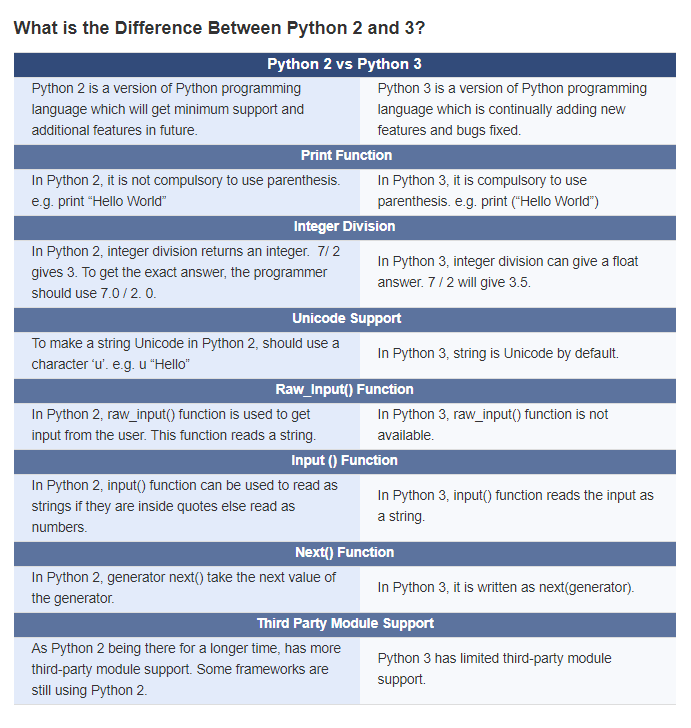 What is the Difference Between Python 2 and 3?
Python 2 vs Python 3
Python 2 is a version of Python programming
language which will get minimum support and
additional features in future.
Python 3 is a version of Python programming
language which is continually adding new
features and bugs fixed.
Print Function
In Python 2, it is not compulsory to use parenthesis.
e.g. print “Hello World”
In Python 3, it is compulsory to use
parenthesis. e.g. print (“Hello World”)
Integer Division
In Python 2, integer division returns an integer.  7/ 2
gives 3. To get the exact answer, the programmer
should use 7.0 / 2. 0.
In Python 3, integer division can give a float
answer. 7 / 2 will give 3.5.
Unicode Support
To make a string Unicode in Python 2, should use a
character ‘u’. e.g. u “Hello”
In Python 3, string is Unicode by default.
Raw_Input() Function
In Python 2, raw_input() function is used to get
input from the user. This function reads a string.
In Python 3, raw_input() function is not
available.
Input () Function
In Python 2, input() function can be used to read as
strings if they are inside quotes else read as
numbers.
In Python 3, input() function reads the input as
a string.
Next() Function
In Python 2, generator next() take the next value of
the generator.
In Python 3, it is written as next(generator).
Third Party Module Support
As Python 2 being there for a longer time, has more
third-party module support. Some frameworks are
still using Python 2.
Python 3 has limited third-party module
support.